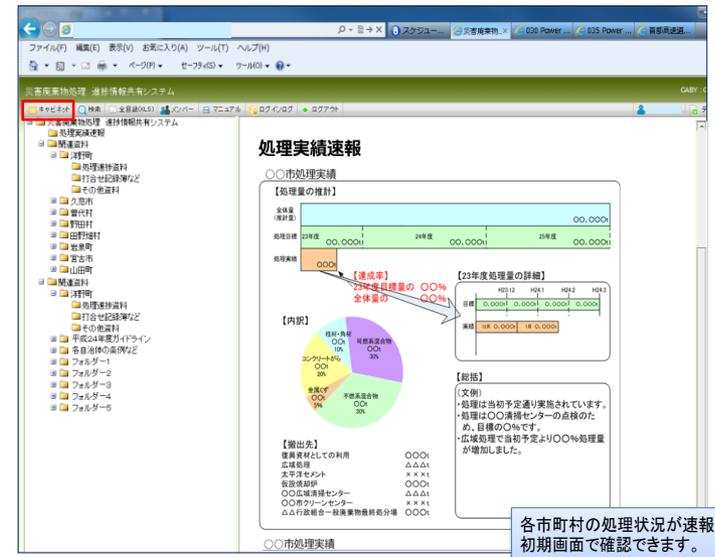 スケジュー...
災害廃棄物...
030 Power ...
035 Power ...
首都高速道...
ファイル(F) 編集(E) 表示(V) お気に入り(A) ツール(T) ヘルプ(H)
ページ(P) セーフティ(S) ツール(O)
災害廃棄物処理 進捗情報共有システム
キャビネット 検索 全目録(XLS) メンバー マニュアル ログインログ ログアウト
災害廃棄物処理 進捗情報共有システム
処理実績速報
関連資料
洋野町
処理進捗資料
打合せ記録簿など
その他資料
久慈市
普代村
野田村
田野畑村
岩泉町
宮古市
山田町
関連資料
洋野町
処理進捗資料
打合せ記録簿など
その他資料
平成24年度ガイドライン
各自治体の条例など
フォルダー1
フォルダー2
フォルダー3
フォルダー4
フォルダー5
処理実績速報
○○市処理実績
【処理量の推計】
全体量
(推計量)
00.000t
処理目標 23年度 00.000t 24年度 00.000t 25年度 00.000t
処理実績 000t
【達成率】
23年度目標量の ○○%
全体量の ○○%
【23年度処理量の詳細】
H23.12 H24.1 H24.2 H24.3
目標 0.000t 0.000t 0.000t 0.000t
実績 12月 0.000t 1月 0.000t
【内訳】
柱材・角材
○○t
10%
可燃系混合物
○○t
30%
コンクリートがら
○○t
20%
金属くず
○○t
5%
不燃系混合物
○○t
30%
【総括】
(文例)
・処理は当初予定通り実施されています。
・処理は○○清掃センターの点検のた
め、目標の○%です。
・広域処理で当初予定より○○%処理量
が増加しました。
【搬出先】
復興資材としての利用 ○○○t
広域処理 △△△t
太平洋セメント ×××t
仮設焼却炉 ○○○t
○○広域清掃センター △△△t
○○市クリーンセンター ×××t
△△行政組合一般廃棄物最終処分場 ○○○t
○○市処理実績
各市町村の処理状況が速報
初期画面で確認できます。